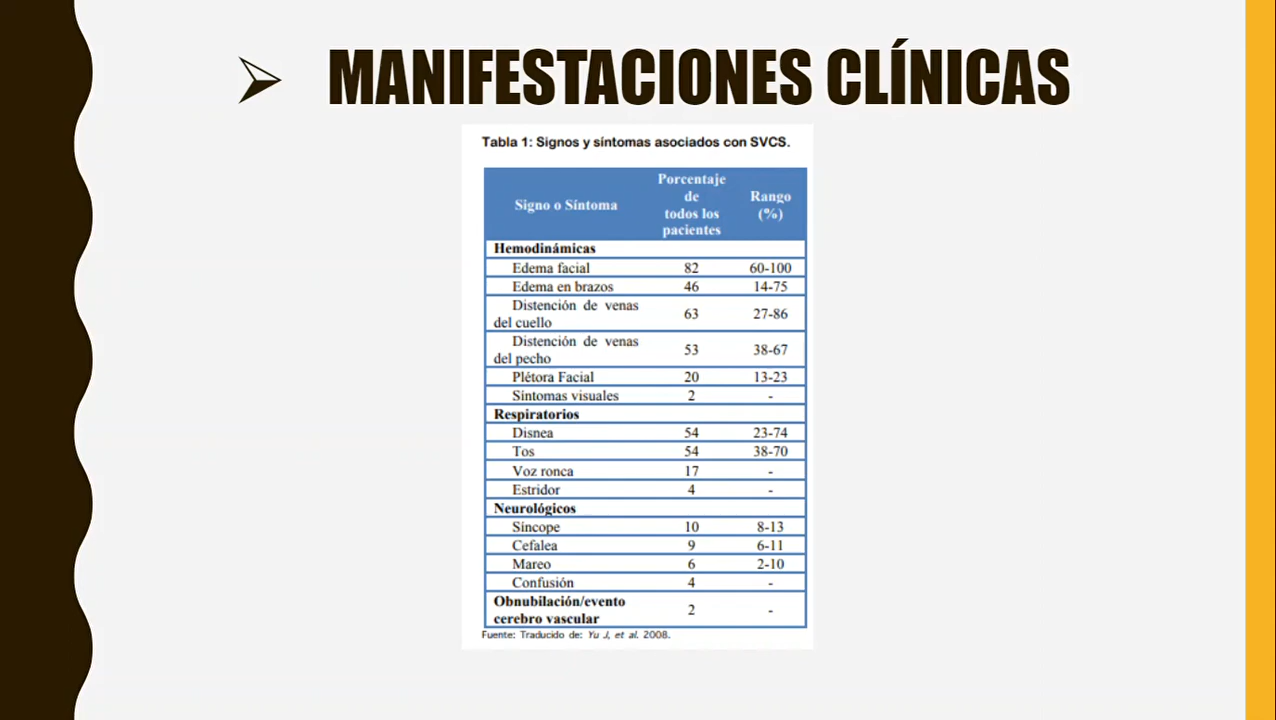 ➢ MANIFESTACIONES CLÍNICAS
Tabla 1: Signos y síntomas asociados con SVCS.
Signo o Síntoma
Porcentaje
de
todos los
pacientes
Rango
(%)
Hemodinámicas
Edema facial 82 60-100
Edema en brazos 46 14-75
Distención de venas
del cuello 63 27-86
Distención de venas
del pecho 53 38-67
Plétora Facial 20 13-23
Síntomas visuales 2 -
Respiratorios
Disnea 54 23-74
Tos 54 38-70
Voz ronca 17 -
Estridor 4 -
Neurológicos
Síncope 10 8-13
Cefalea 9 6-11
Mareo 6 2-10
Confusión 4 -
Obnubilación/evento
cerebro vascular 2 -
Fuente: Traducido de: Yu J, et al. 2008.